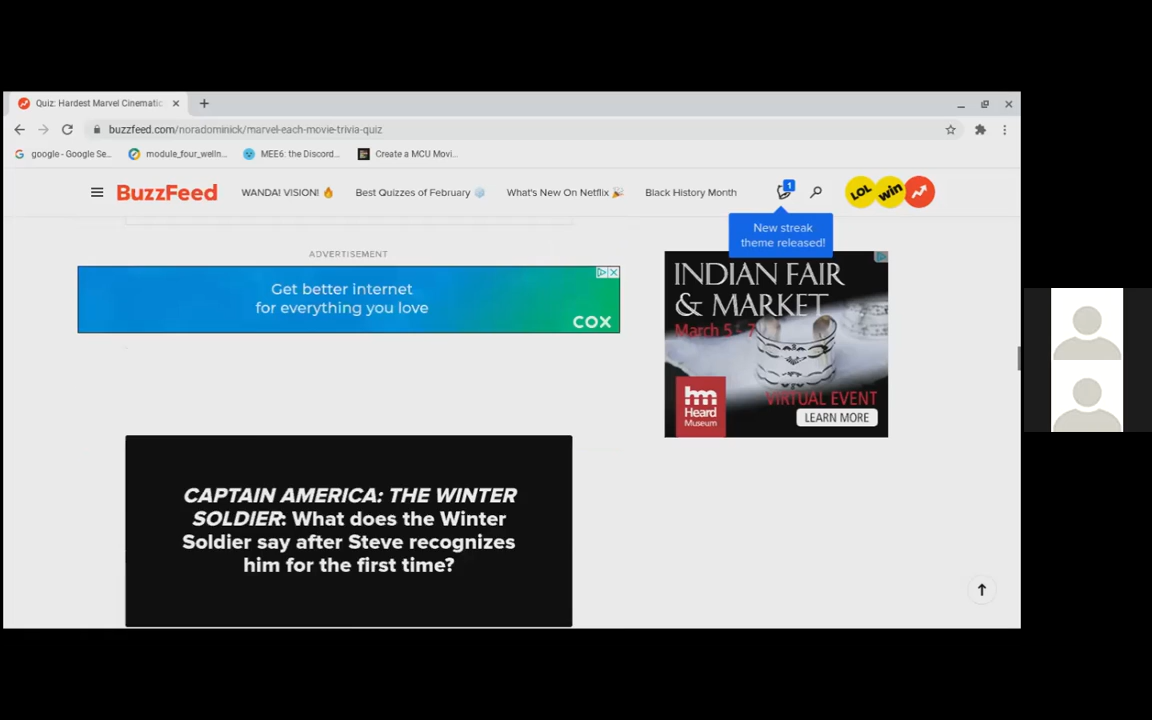 Quiz: Hardest Marvel Cinematic
buzzfeed.com/noradominick/marvel-each-movie-trivia-quiz
google - Google Se...
module_four_welln...
MEE6: the Discord...
Create a MCU Movi...
BuzzFeed
WANDA! VISION! 🔥
Best Quizzes of February
What's New On Netflix 🎉
Black History Month
1
LOL
win
New streak
theme released!
ADVERTISEMENT
Get better internet
for everything you love
COX
INDIAN FAIR
& MARKET
March 5 - 7
hm
Heard
Museum
VIRTUAL EVENT
LEARN MORE
CAPTAIN AMERICA: THE WINTER
SOLDIER: What does the Winter
Soldier say after Steve recognizes
him for the first time?